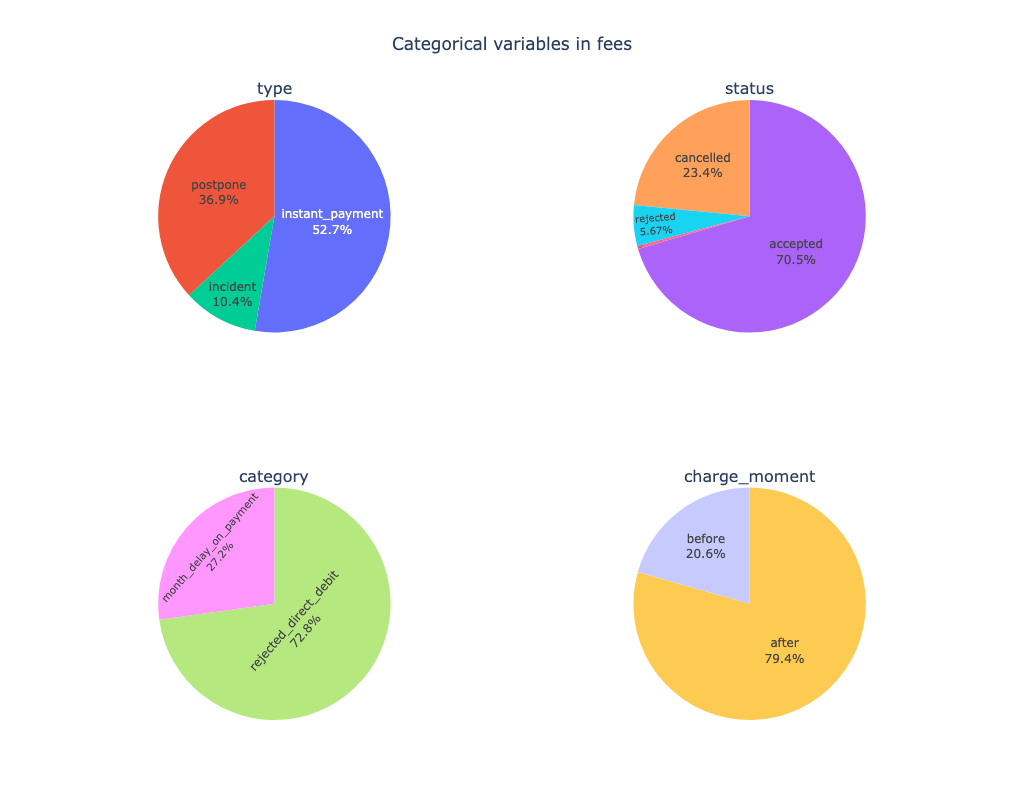 Categorical variables in fees
type
status
postpone
36.9%
instant_payment
52.7%
incident
10.4%
cancelled
23.4%
rejected
5.67%
accepted
70.5%
category
charge_moment
month_delay_on_payment
27.2%
rejected_direct_debit
72.8%
before
20.6%
after
79.4%